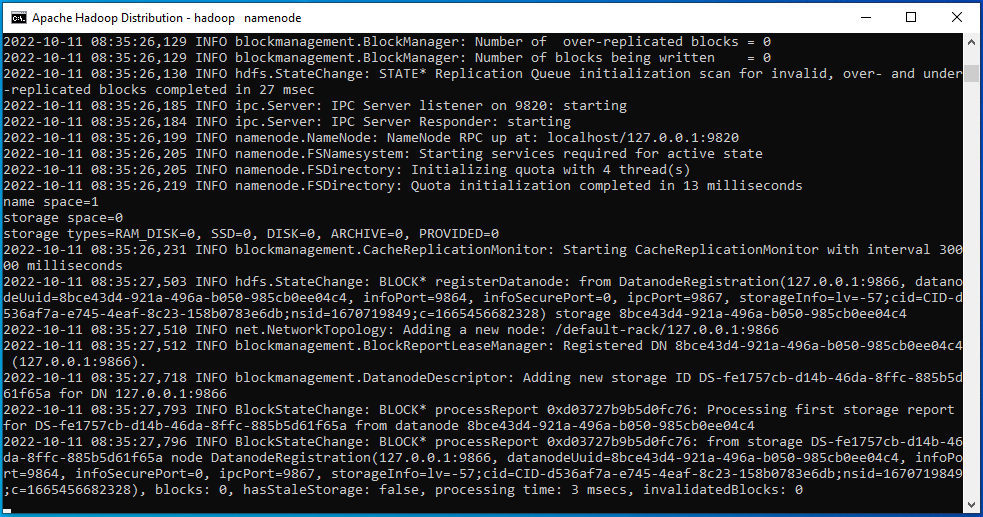 Apache Hadoop Distribution - hadoop  namenode
2022-10-11 08:35:26,129 INFO blockmanagement.BlockManager: Number of  over-replicated blocks = 0
2022-10-11 08:35:26,129 INFO blockmanagement.BlockManager: Number of blocks being written    = 0
2022-10-11 08:35:26,130 INFO hdfs.StateChange: STATE* Replication Queue initialization scan for invalid, over- and under
-replicated blocks completed in 27 msec
2022-10-11 08:35:26,185 INFO ipc.Server: IPC Server listener on 9820: starting
2022-10-11 08:35:26,184 INFO ipc.Server: IPC Server Responder: starting
2022-10-11 08:35:26,199 INFO namenode.NameNode: NameNode RPC up at: localhost/127.0.0.1:9820
2022-10-11 08:35:26,205 INFO namenode.FSNamesystem: Starting services required for active state
2022-10-11 08:35:26,205 INFO namenode.FSDirectory: Initializing quota with 4 thread(s)
2022-10-11 08:35:26,219 INFO namenode.FSDirectory: Quota initialization completed in 13 milliseconds
name space=1
storage space=0
storage types=RAM_DISK=0, SSD=0, DISK=0, ARCHIVE=0, PROVIDED=0
2022-10-11 08:35:26,231 INFO blockmanagement.CacheReplicationMonitor: Starting CacheReplicationMonitor with interval 300
00 milliseconds
2022-10-11 08:35:27,503 INFO hdfs.StateChange: BLOCK* registerDatanode: from DatanodeRegistration(127.0.0.1:9866, datano
deUuid=8bce43d4-921a-496a-b050-985cb0ee04c4, infoPort=9864, infoSecurePort=0, ipcPort=9867, storageInfo=lv=-57;cid=CID-d
536af7a-e745-4eaf-8c23-158b0783e6db;nsid=1670719849;c=1665456682328) storage 8bce43d4-921a-496a-b050-985cb0ee04c4
2022-10-11 08:35:27,510 INFO net.NetworkTopology: Adding a new node: /default-rack/127.0.0.1:9866
2022-10-11 08:35:27,512 INFO blockmanagement.BlockReportLeaseManager: Registered DN 8bce43d4-921a-496a-b050-985cb0ee04c4
 (127.0.0.1:9866).
2022-10-11 08:35:27,718 INFO blockmanagement.DatanodeDescriptor: Adding new storage ID DS-fe1757cb-d14b-46da-8ffc-885b5d
61f65a for DN 127.0.0.1:9866
2022-10-11 08:35:27,793 INFO BlockStateChange: BLOCK* processReport 0xd03727b9b5d0fc76: Processing first storage report
for DS-fe1757cb-d14b-46da-8ffc-885b5d61f65a from datanode 8bce43d4-921a-496a-b050-985cb0ee04c4
2022-10-11 08:35:27,796 INFO BlockStateChange: BLOCK* processReport 0xd03727b9b5d0fc76: from storage DS-fe1757cb-d14b-46
da-8ffc-885b5d61f65a node DatanodeRegistration(127.0.0.1:9866, datanodeUuid=8bce43d4-921a-496a-b050-985cb0ee04c4, infoPo
rt=9864, infoSecurePort=0, ipcPort=9867, storageInfo=lv=-57;cid=CID-d536af7a-e745-4eaf-8c23-158b0783e6db;nsid=1670719849
;c=1665456682328), blocks: 0, hasStaleStorage: false, processing time: 3 msecs, invalidatedBlocks: 0